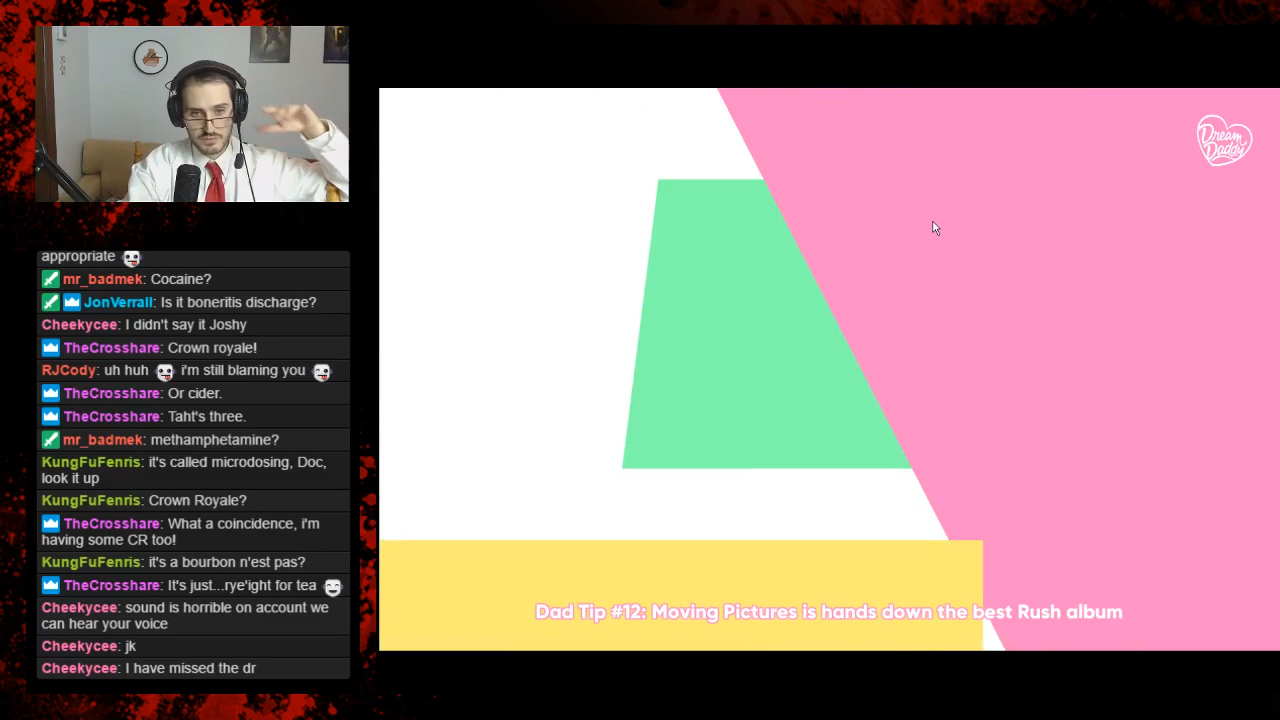 appropriate
mr_badmek: Cocaine?
JonVerrall: Is it boneritis discharge?
Cheekycee: I didn't say it Joshy
TheCrosshare: Crown royale!
RJCody: uh huh i'm still blaming you
TheCrosshare: Or cider.
TheCrosshare: Taht's three.
mr_badmek: methamphetamine?
KungFuFenris: it's called microdosing, Doc,
look it up
KungFuFenris: Crown Royale?
TheCrosshare: What a coincidence, i'm
having some CR too!
KungFuFenris: it's a bourbon n'est pas?
TheCrosshare: It's just...rye'ight for tea
Cheekycee: sound is horrible on account we
can hear your voice
Cheekycee: jk
Cheekycee: I have missed the dr
Dream
Daddy
Dad Tip #12: Moving Pictures is hands down the best Rush album